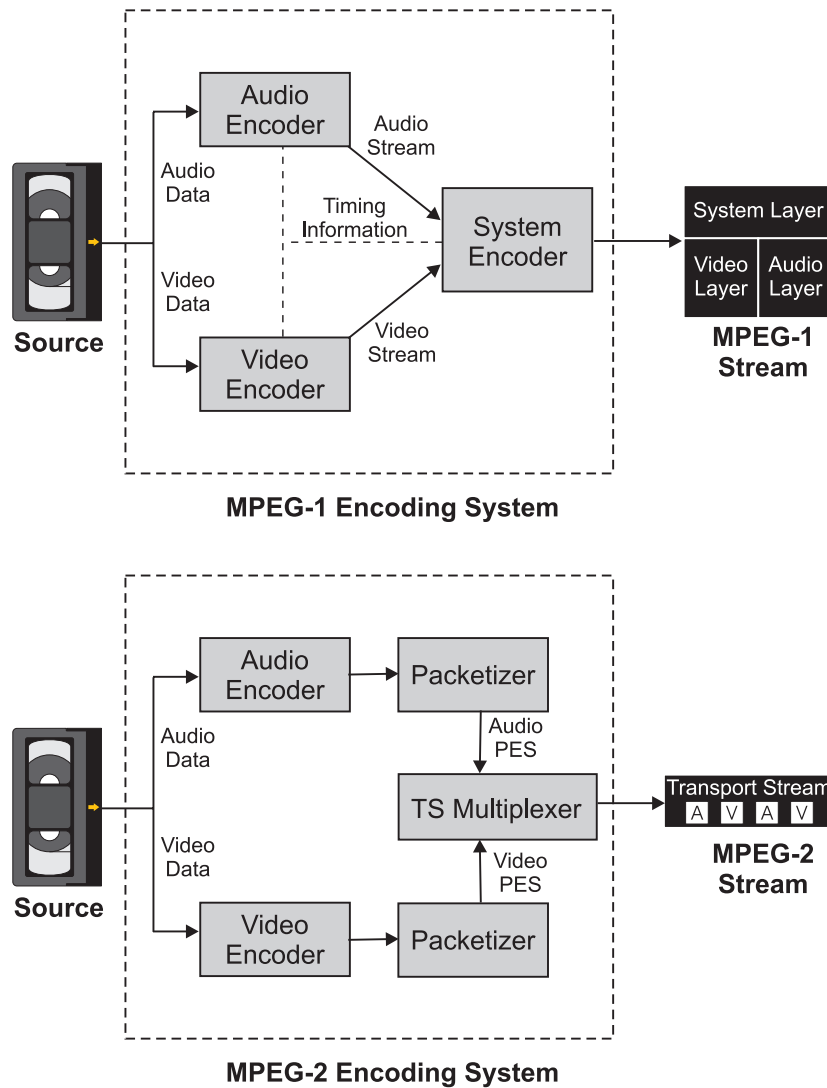 Audio
Encoder
Audio
Stream
Audio
Data
Timing
Information
System
Encoder
System Layer
Video
Layer
Audio
Layer
Video
Data
Source
Video
Encoder
Video
Stream
MPEG-1
Stream
MPEG-1 Encoding System
Audio
Encoder
Packetizer
Audio
Data
Audio
PES
TS Multiplexer
Transport Stream
A V A V
Video
Data
Video
PES
Source
MPEG-2
Stream
Video
Encoder
Packetizer
MPEG-2 Encoding System